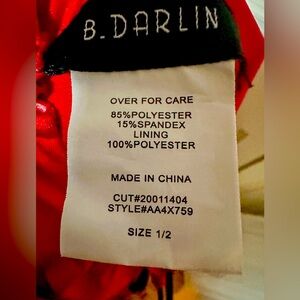 B.DARLIN
OVER FOR CARE
85%POLYESTER
15%SPANDEX
LINING
100%POLYESTER
MADE IN CHINA
CUT#20011404
STYLE#AA4X759
SIZE 1/2